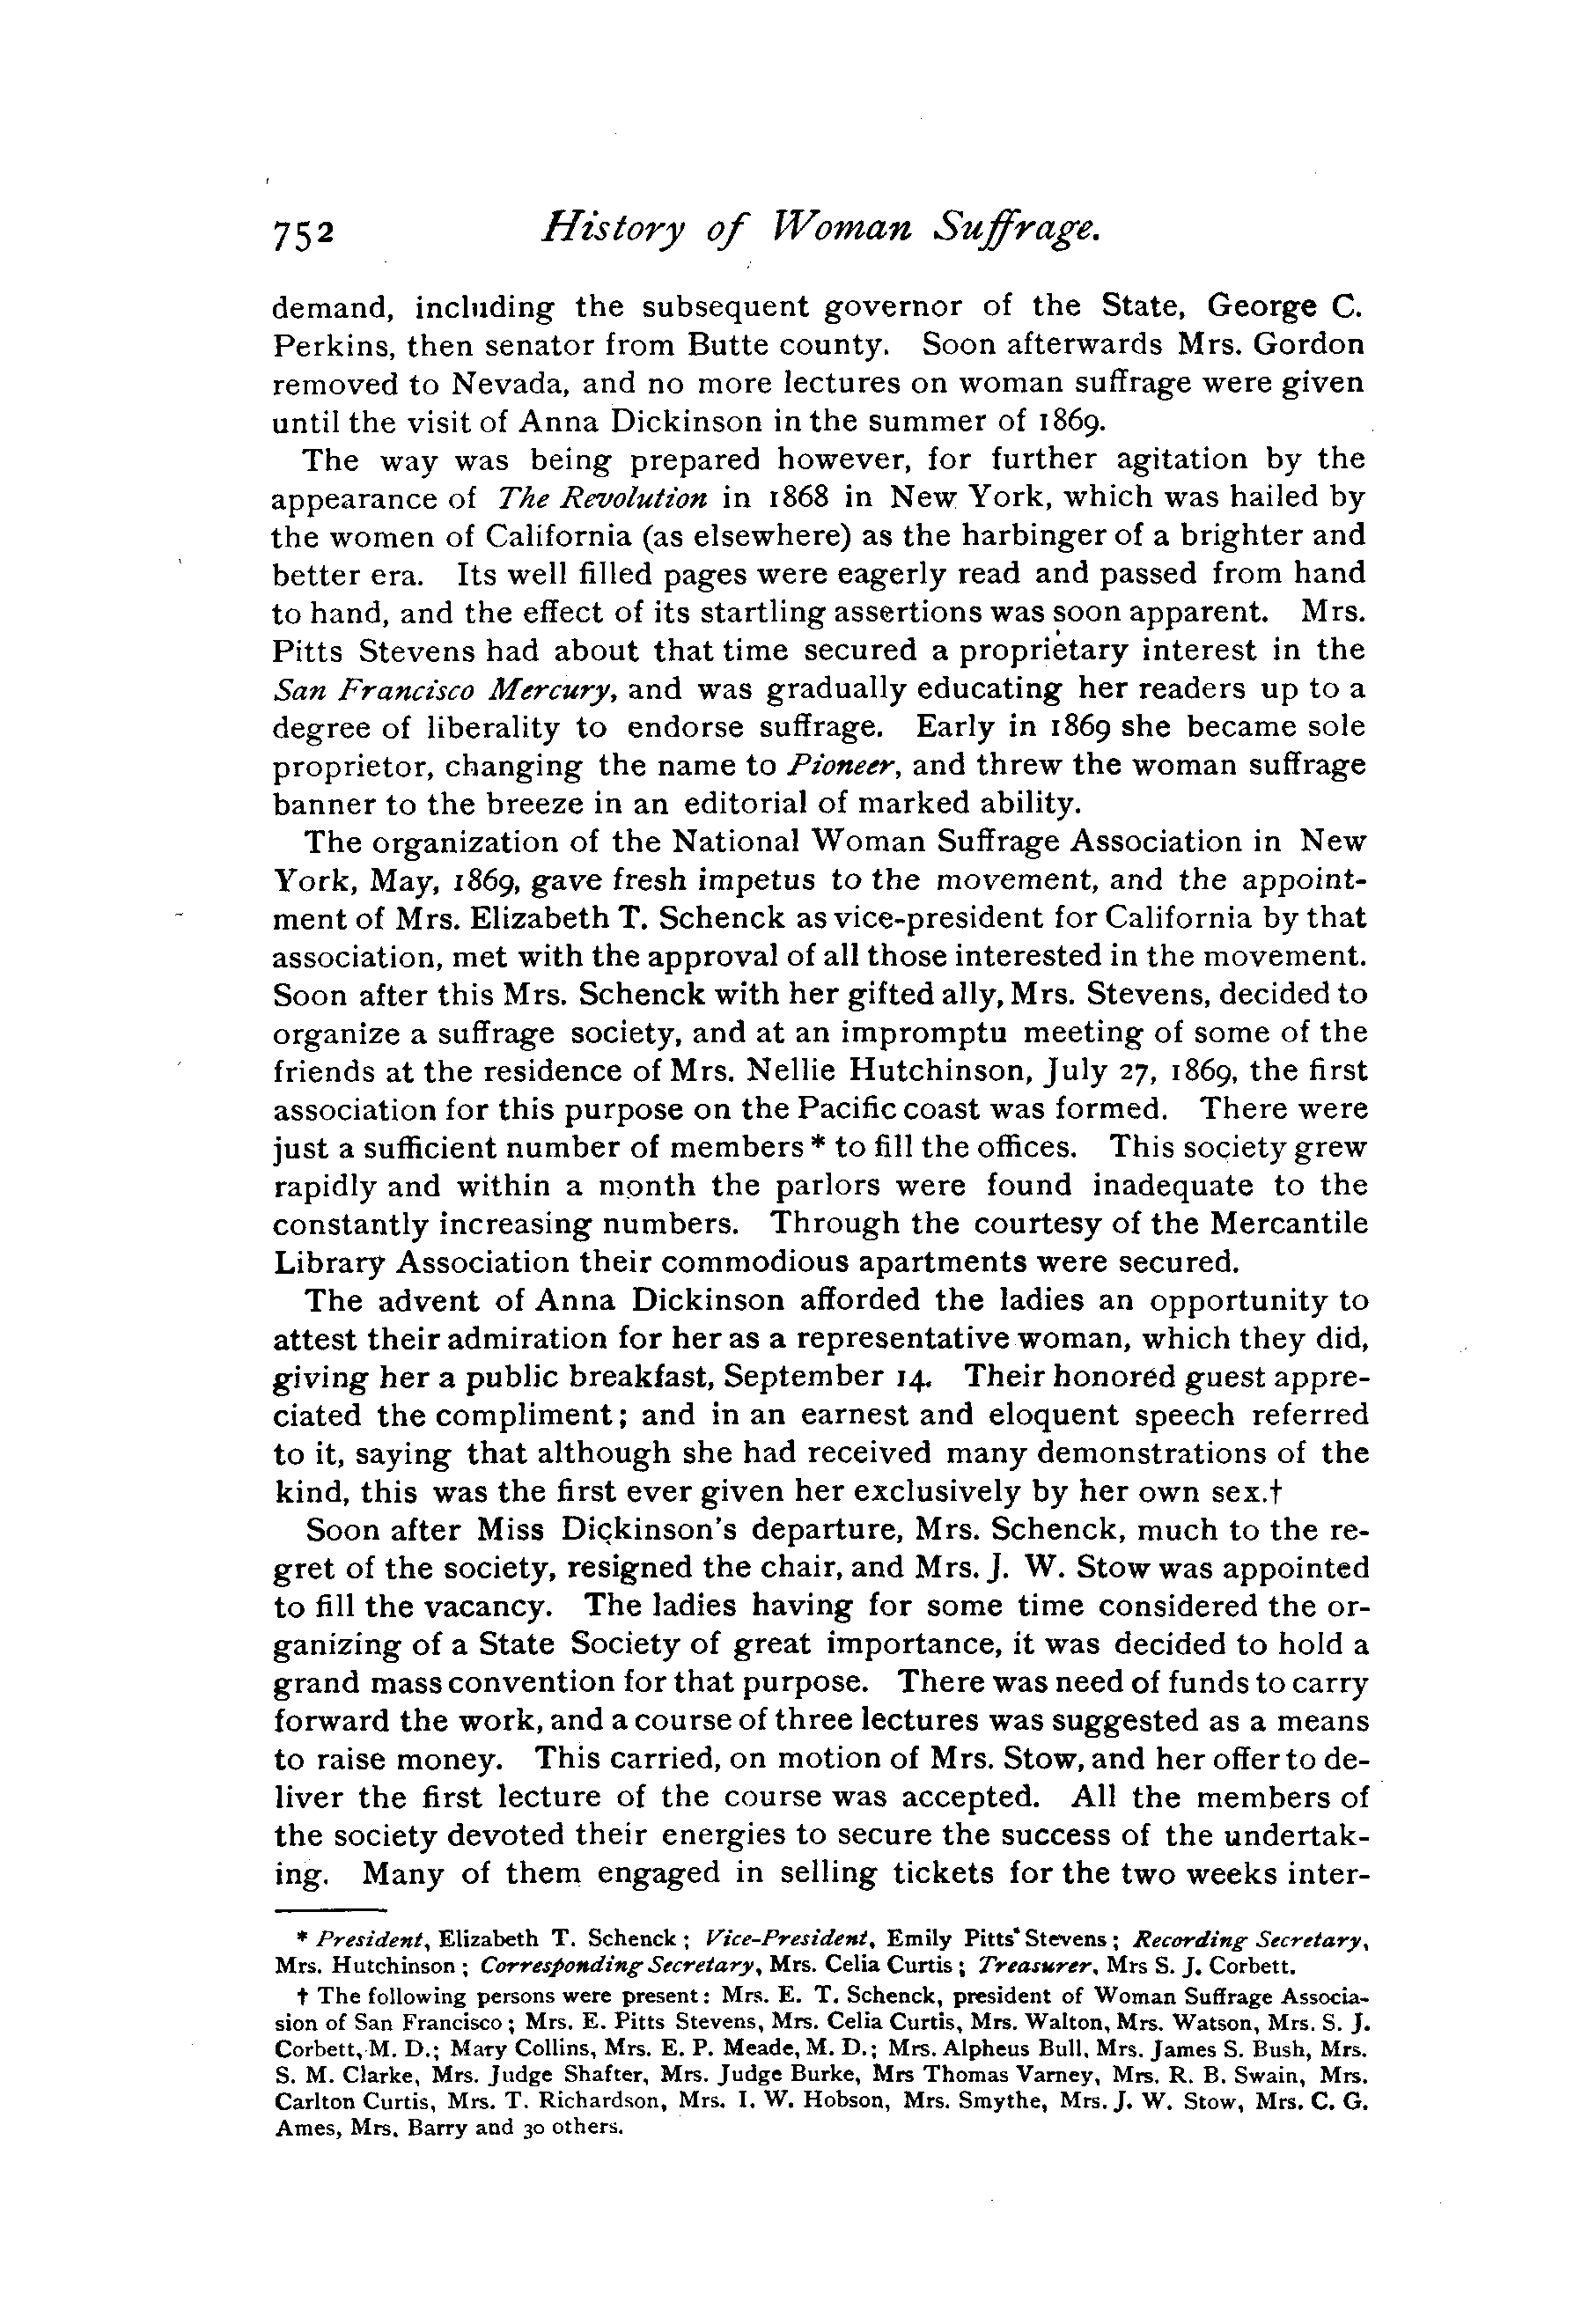 752 History of Woman Suffrage.
demand, including the subsequent governor of the State, George C.
Perkins, then senator from Butte county. Soon afterwards Mrs. Gordon
removed to Nevada, and no more lectures on woman suffrage were given
until the visit of Anna Dickinson in the summer of 1869.
The way was being prepared however, for further agitation by the
appearance of The Revolution in 1868 in New York, which was hailed by
the women of California (as elsewhere) as the harbinger of a brighter and
better era. Its well filled pages were eagerly read and passed from hand
to hand, and the effect of its startling assertions was soon apparent. Mrs.
Pitts Stevens had about that time secured a proprietary interest in the
San Francisco Mercury, and was gradually educating her readers up to a
degree of liberality to endorse suffrage. Early in 1869 she became sole
proprietor, changing the name to Pioneer, and threw the woman suffrage
banner to the breeze in an editorial of marked ability.
The organization of the National Woman Suffrage Association in New
York, May, 1869, gave fresh impetus to the movement, and the appoint-
ment of Mrs. Elizabeth T. Schenck as vice-president for California by that
association, met with the approval of all those interested in the movement.
Soon after this Mrs. Schenck with her gifted ally, Mrs. Stevens, decided to
organize a suffrage society, and at an impromptu meeting of some of the
friends at the residence of Mrs. Nellie Hutchinson, July 27, 1869, the first
association for this purpose on the Pacific coast was formed. There were
just a sufficient number of members * to fill the offices. This society grew
rapidly and within a month the parlors were found inadequate to the
constantly increasing numbers. Through the courtesy of the Mercantile
Library Association their commodious apartments were secured.
The advent of Anna Dickinson afforded the ladies an opportunity to
attest their admiration for her as a representative woman, which they did,
giving her a public breakfast, September 14. Their honored guest appre-
ciated the compliment; and in an earnest and eloquent speech referred
to it, saying that although she had received many demonstrations of the
kind, this was the first ever given her exclusively by her own sex.†
Soon after Miss Dickinson's departure, Mrs. Schenck, much to the re-
gret of the society, resigned the chair, and Mrs. J. W. Stow was appointed
to fill the vacancy. The ladies having for some time considered the or-
ganizing of a State Society of great importance, it was decided to hold a
grand mass convention for that purpose. There was need of funds to carry
forward the work, and a course of three lectures was suggested as a means
to raise money. This carried, on motion of Mrs. Stow, and her offer to de-
liver the first lecture of the course was accepted. All the members of
the society devoted their energies to secure the success of the undertak-
ing. Many of them engaged in selling tickets for the two weeks inter-
* President, Elizabeth T. Schenck; Vice-President, Emily Pitts Stevens; Recording Secretary,
Mrs. Hutchinson; Corresponding Secretary, Mrs. Celia Curtis; Treasurer, Mrs S. J. Corbett.
† The following persons were present: Mrs. E. T. Schenck, president of Woman Suffrage Associa-
sion of San Francisco; Mrs. E. Pitts Stevens, Mrs. Celia Curtis, Mrs. Walton, Mrs. Watson, Mrs. S. J.
Corbett, M. D.; Mary Collins, Mrs. E. P. Meade, M. D.; Mrs. Alpheus Bull, Mrs. James S. Bush, Mrs.
S. M. Clarke, Mrs. Judge Shafter, Mrs. Judge Burke, Mrs Thomas Varney, Mrs. R. B. Swain, Mrs.
Carlton Curtis, Mrs. T. Richardson, Mrs. I. W. Hobson, Mrs. Smythe, Mrs. J. W. Stow, Mrs. C. G.
Ames, Mrs. Barry and 30 others.